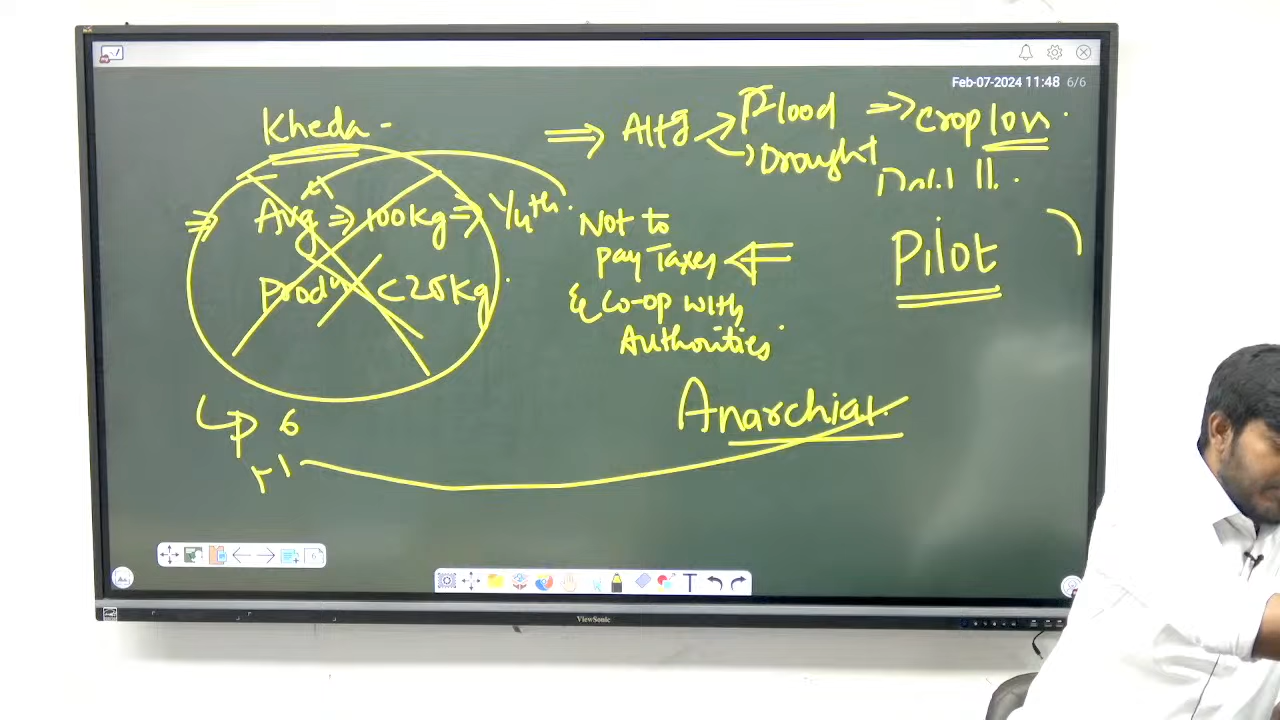 Feb-07-2024 11:48 6/6
Kheda -
⇒ Avg ⇒ 100kg ⇒ 1/4th.
Prodn < 25kg.
⇒ Flood ⇒ Crop loss.
Drought
Pilot
Not to
pay Taxes ⇐
& Co-op with
Authorities
Anarchist
6
T
ViewSonic